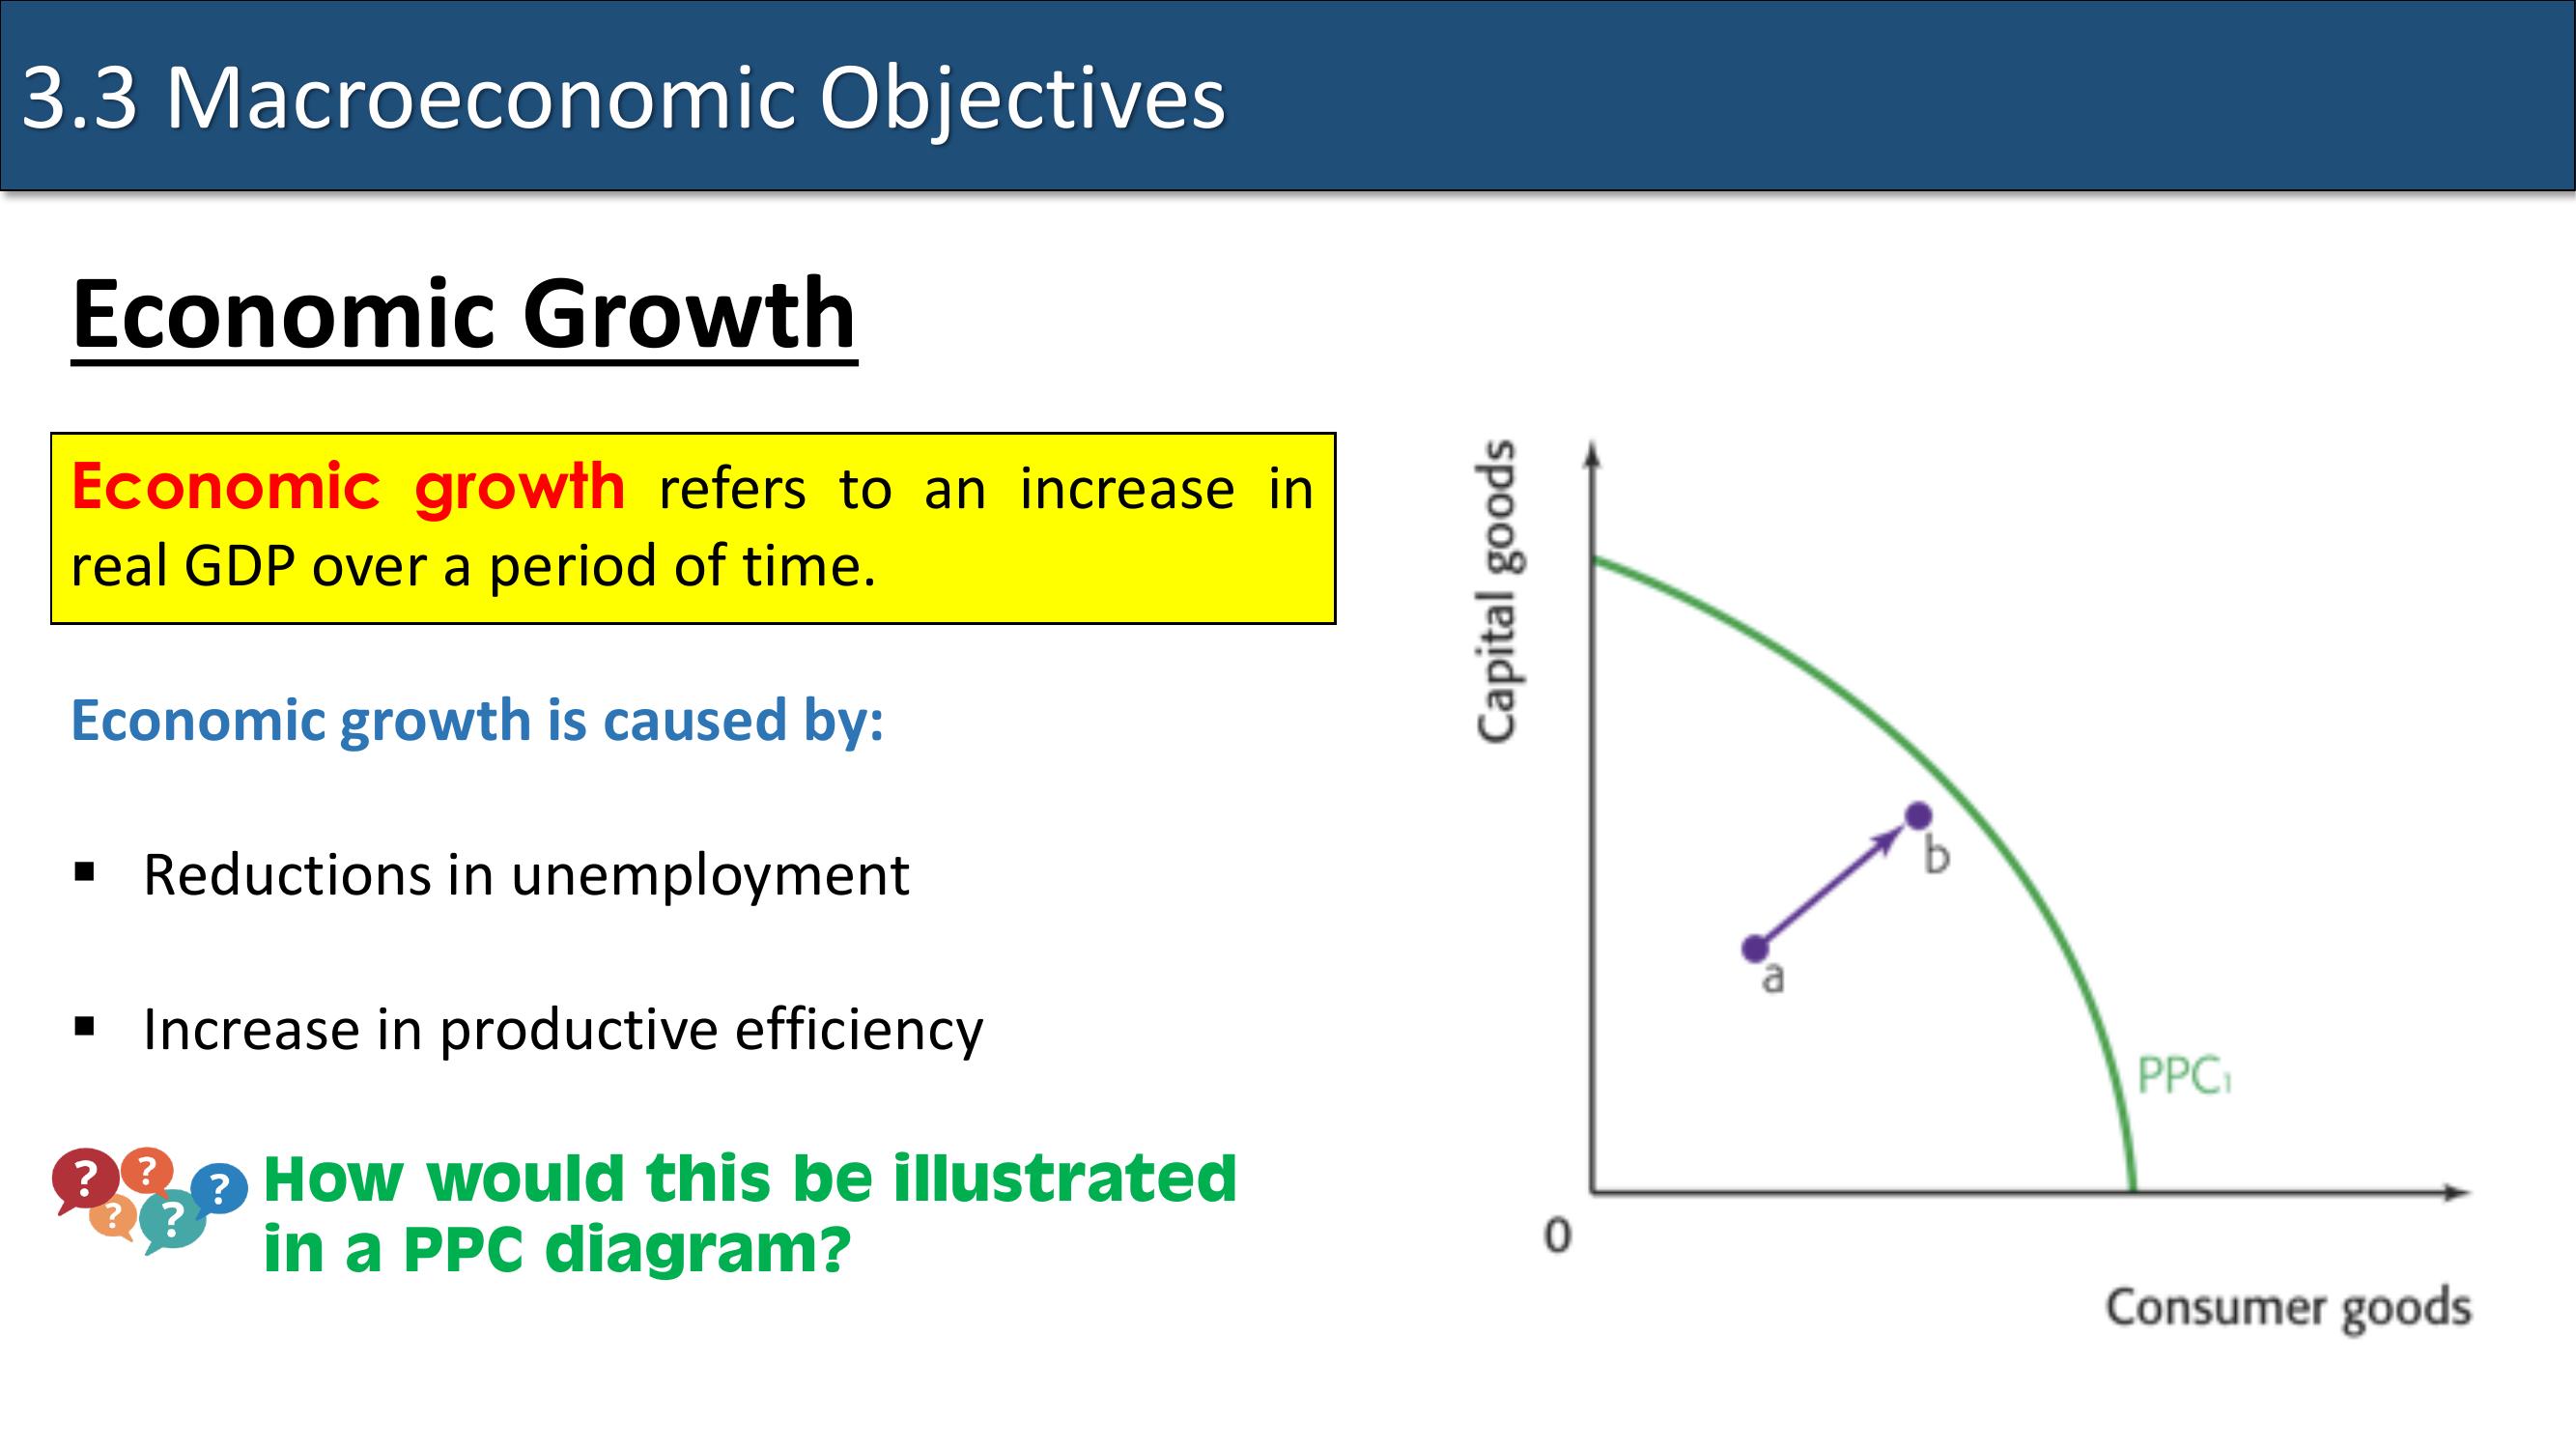 3.3 Macroeconomic Objectives
Economic Growth
Economic growth refers to an increase in
real GDP over a period of time.
Economic growth is caused by:
▪ Reductions in unemployment
▪ Increase in productive efficiency
? ? ? ? ?
How would this be illustrated
in a PPC diagram?
Capital goods
b
a
PPC₁
0
Consumer goods